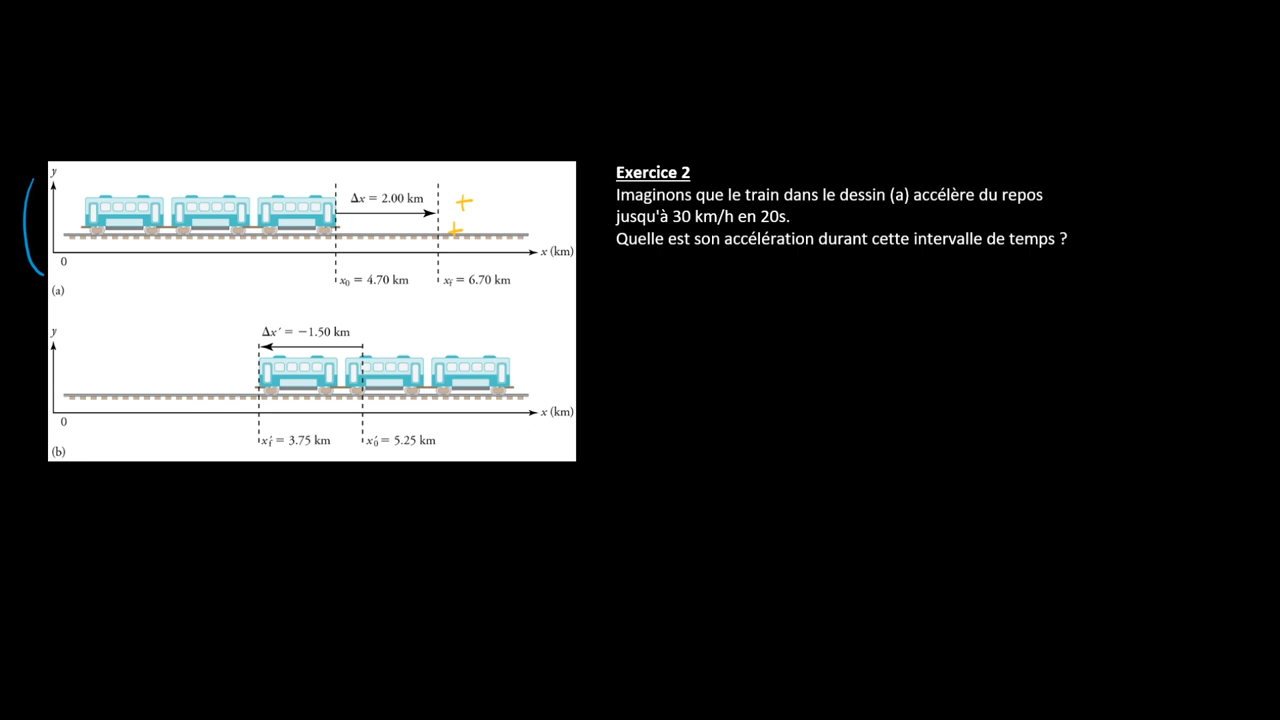 y
Δx = 2.00 km
x (km)
0
x₀ = 4.70 km
x_f = 6.70 km
(a)
Exercice 2
Imaginons que le train dans le dessin (a) accélère du repos
jusqu'à 30 km/h en 20s.
Quelle est son accélération durant cette intervalle de temps ?
y
Δx′ = −1.50 km
x (km)
0
x′_f = 3.75 km
x′₀ = 5.25 km
(b)